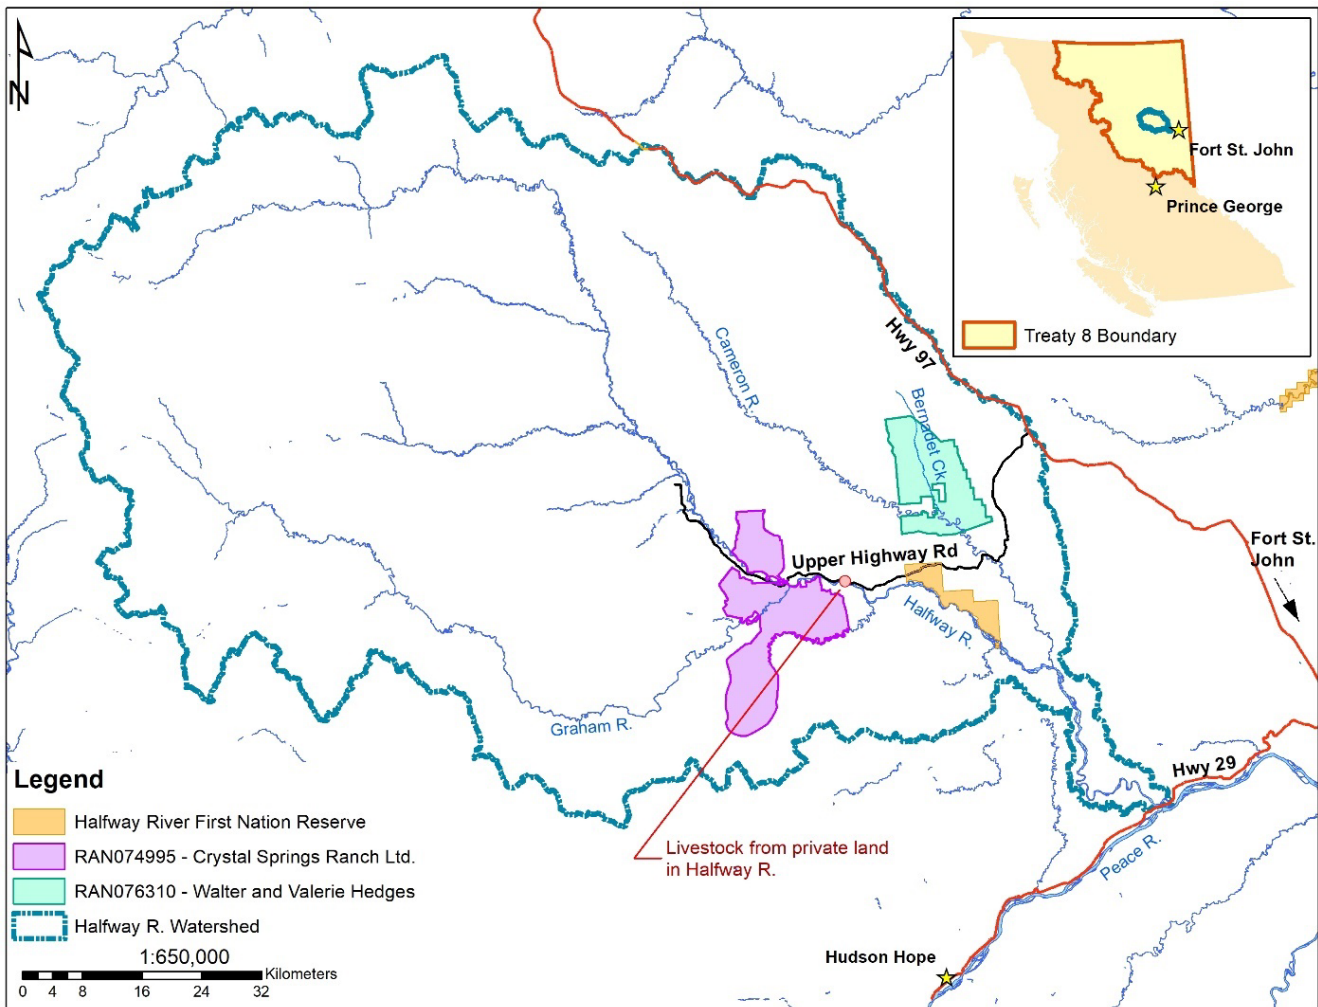 N
Fort St. John
Prince George
Treaty 8 Boundary
Hwy 97
Cameron R.
Bernadet Ck.
Upper Highway Rd
Fort St.
John
Halfway R.
Graham R.
Hwy 29
Peace R.
Livestock from private land
in Halfway R.
Hudson Hope
Legend
Halfway River First Nation Reserve
RAN074995 - Crystal Springs Ranch Ltd.
RAN076310 - Walter and Valerie Hedges
Halfway R. Watershed
1:650,000
Kilometers
0 4 8 16 24 32